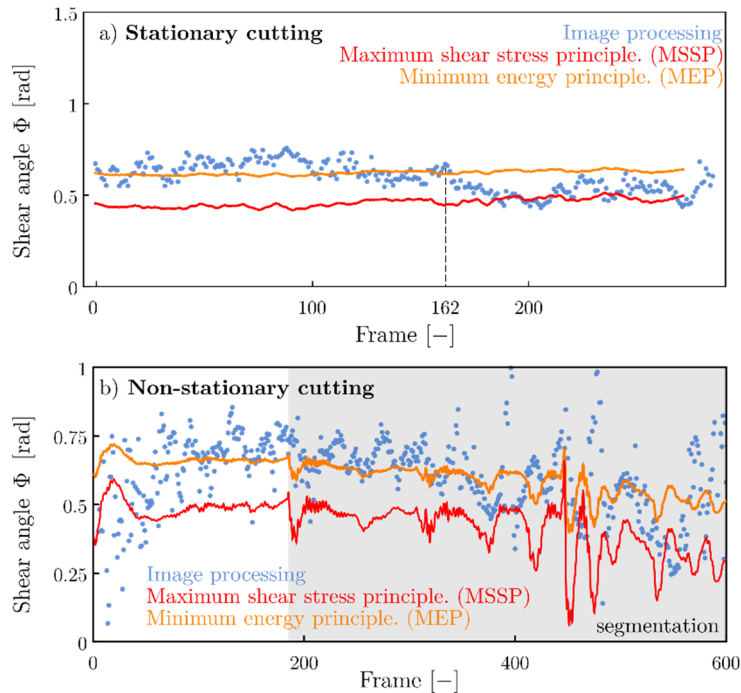 1.5
a) Stationary cutting
Image processing
Maximum shear stress principle. (MSSP)
Minimum energy principle. (MEP)
1
0.5
0
Shear angle Φ [rad]
0 100 162 200
Frame [−]
1
b) Non-stationary cutting
0.75
0.5
0.25
0
Shear angle Φ [rad]
Image processing
Maximum shear stress principle. (MSSP)
Minimum energy principle. (MEP)
segmentation
0 200 400 600
Frame [−]